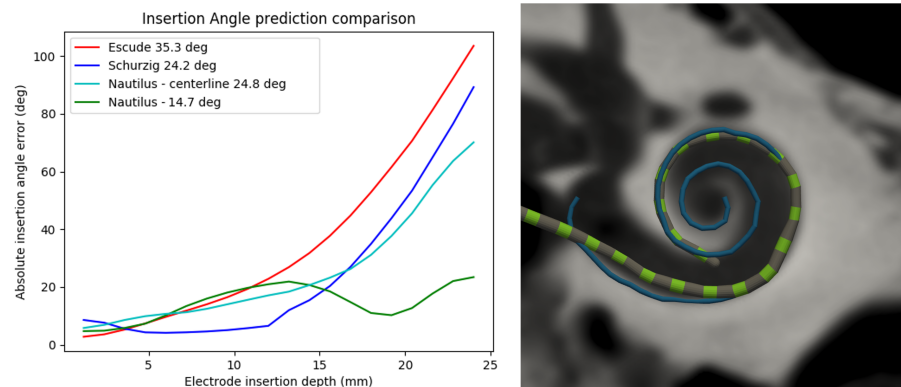 Insertion Angle prediction comparison
Absolute insertion angle error (deg)
100
80
60
40
20
0
Escude 35.3 deg
Schurzig 24.2 deg
Nautilus - centerline 24.8 deg
Nautilus - 14.7 deg
5 10 15 20 25
Electrode insertion depth (mm)